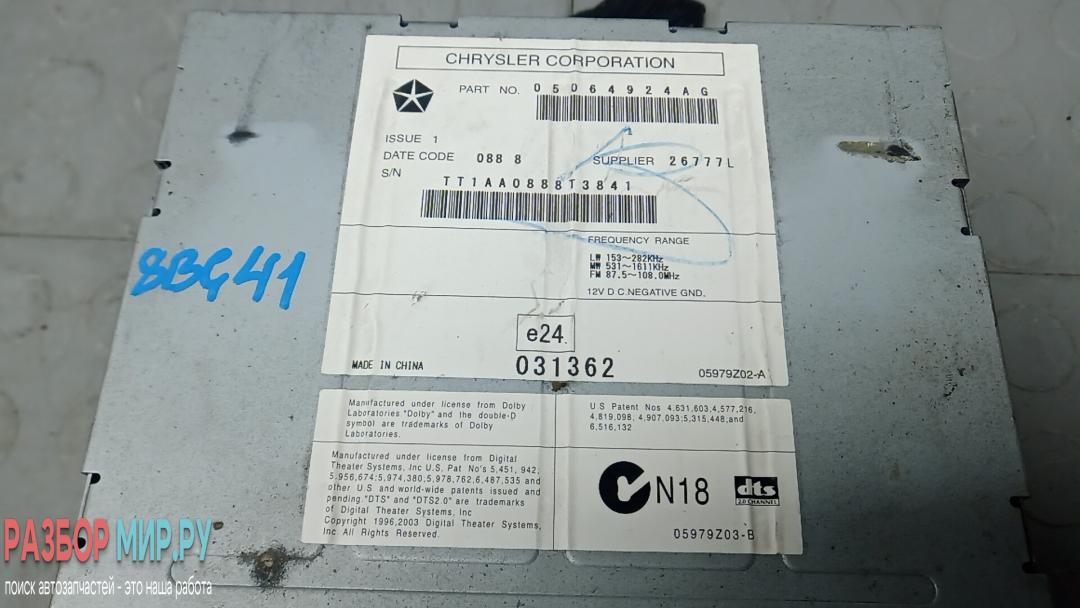 CHRYSLER CORPORATION
PART NO. 05064924AG
ISSUE 1
DATE CODE 088 8 SUPPLIER 26777L
S/N
TT1AA088813841
8BG41
FREQUENCY RANGE
LW 153~282KHz
MW 531~1611KHz
FM 87.5~108.0MHz
12V D C.NEGATIVE GND.
e24
031362
MADE IN CHINA
05979Z02-A
Manufactured under license from Dolby
Laboratories "Dolby" and the double-D
symbol are trademarks of Dolby
Laboratories.
U S Patent Nos 4,631,603;4,577,216,
4,819,098, 4,907,093;5,315,448,and
6,516,132
Manufactured under license from Digital
Theater Systems, Inc U.S. Pat No's 5,451, 942,
5,956,674;5,974,380,5,978,762,6,487,535 and
other U S and world-wide patents issued and
pending "DTS" and "DTS2.0" are trademarks
of Digital Theater Systems, Inc
Copyright 1996,2003 Digital Theater Systems,
Inc All Rights Reserved.
N18
dts
2.0 CHANNEL
05979Z03-B
РАЗБОР МИР.РУ
поиск автозапчастей - это наша работа